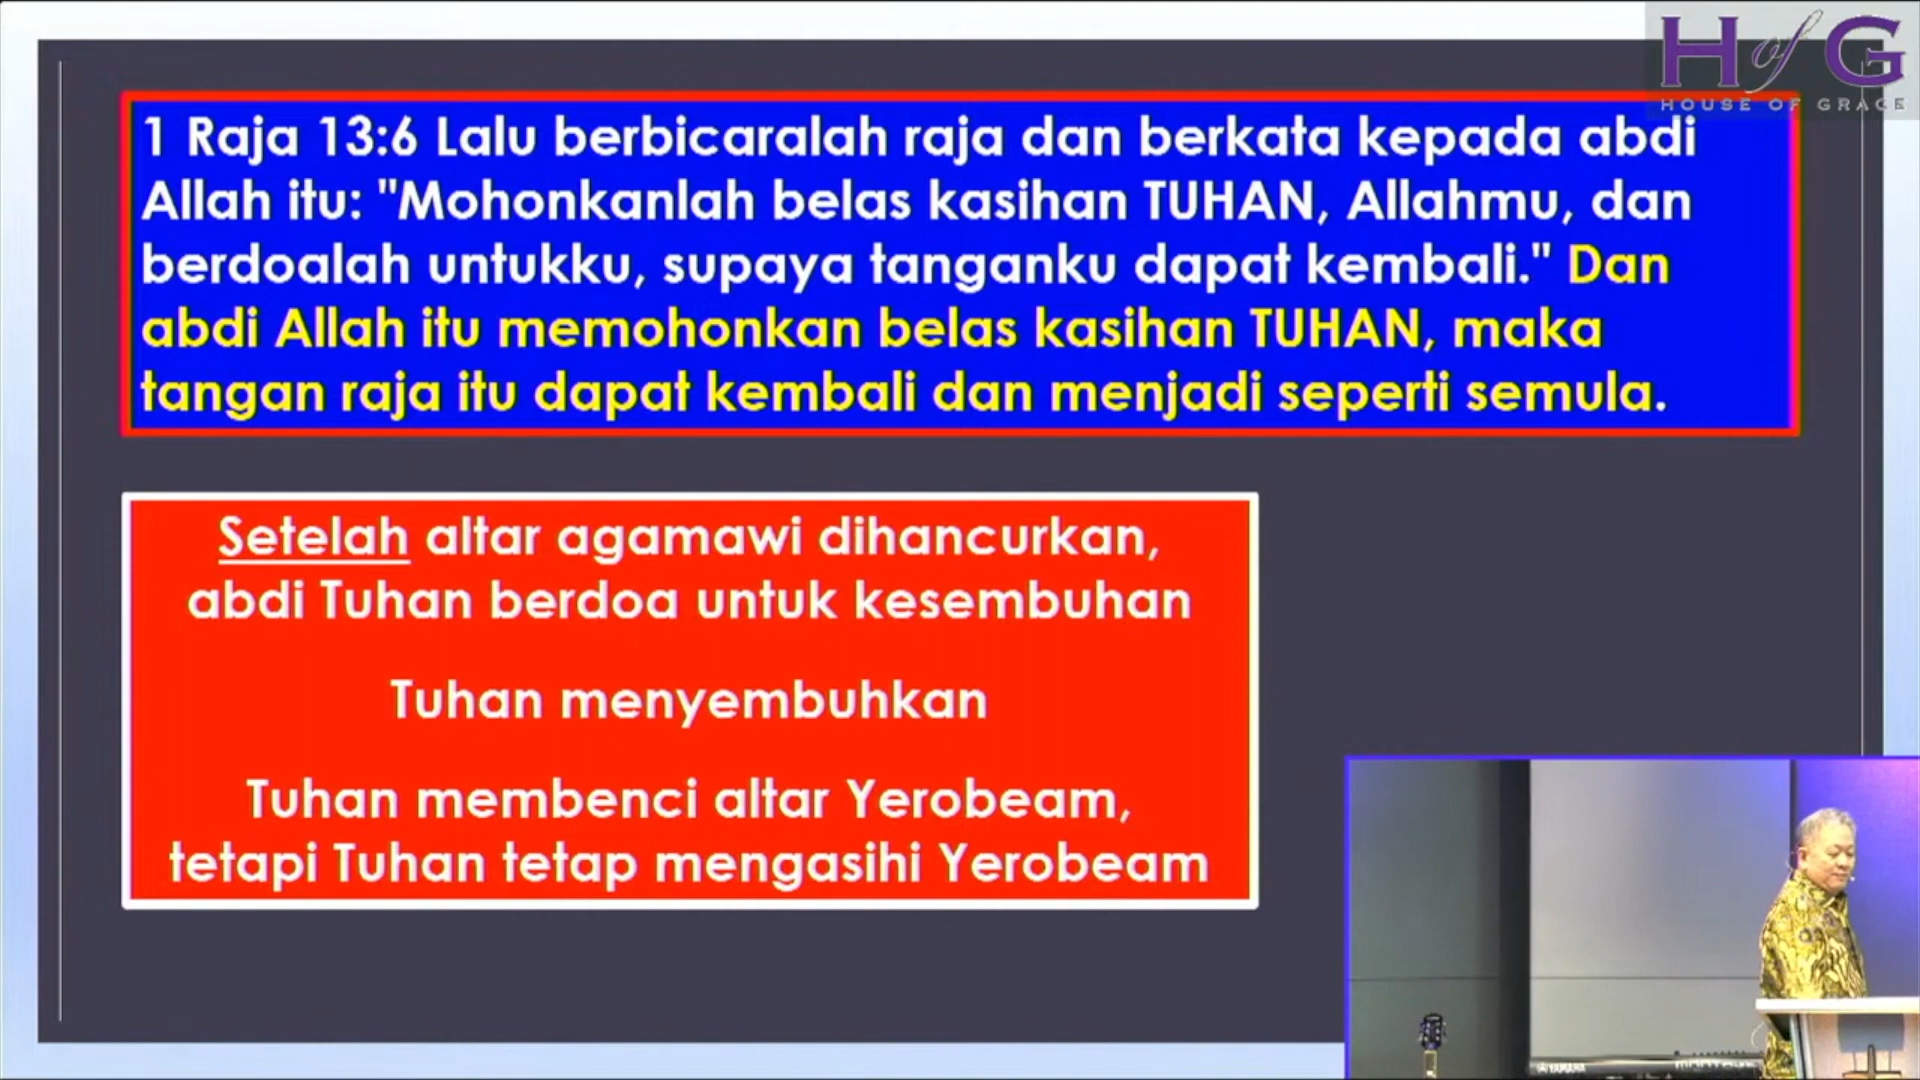 H of G
HOUSE OF GRACE
1 Raja 13:6 Lalu berbicaralah raja dan berkata kepada abdi
Allah itu: "Mohonkanlah belas kasihan TUHAN, Allahmu, dan
berdoalah untukku, supaya tanganku dapat kembali." Dan
abdi Allah itu memohonkan belas kasihan TUHAN, maka
tangan raja itu dapat kembali dan menjadi seperti semula.
Setelah altar agamawi dihancurkan,
abdi Tuhan berdoa untuk kesembuhan
Tuhan menyembuhkan
Tuhan membenci altar Yerobeam,
tetapi Tuhan tetap mengasihi Yerobeam
YAMAHA